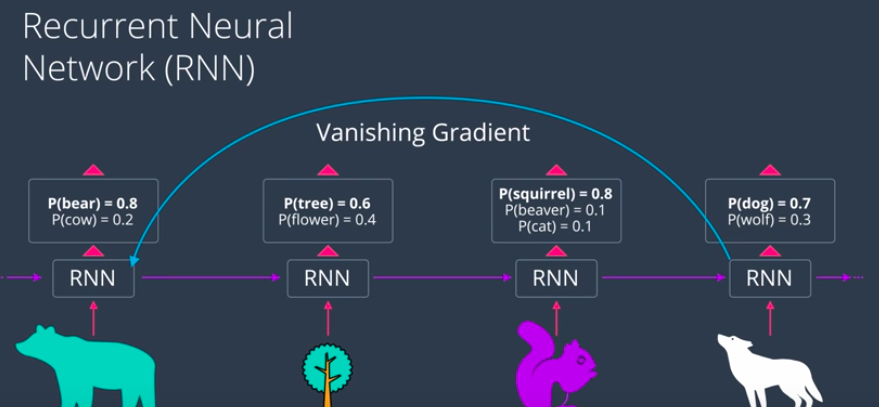 Recurrent Neural
Network (RNN)
Vanishing Gradient
P(bear) = 0.8
P(cow) = 0.2
P(tree) = 0.6
P(flower) = 0.4
P(squirrel) = 0.8
P(beaver) = 0.1
P(cat) = 0.1
P(dog) = 0.7
P(wolf) = 0.3
RNN
RNN
RNN
RNN